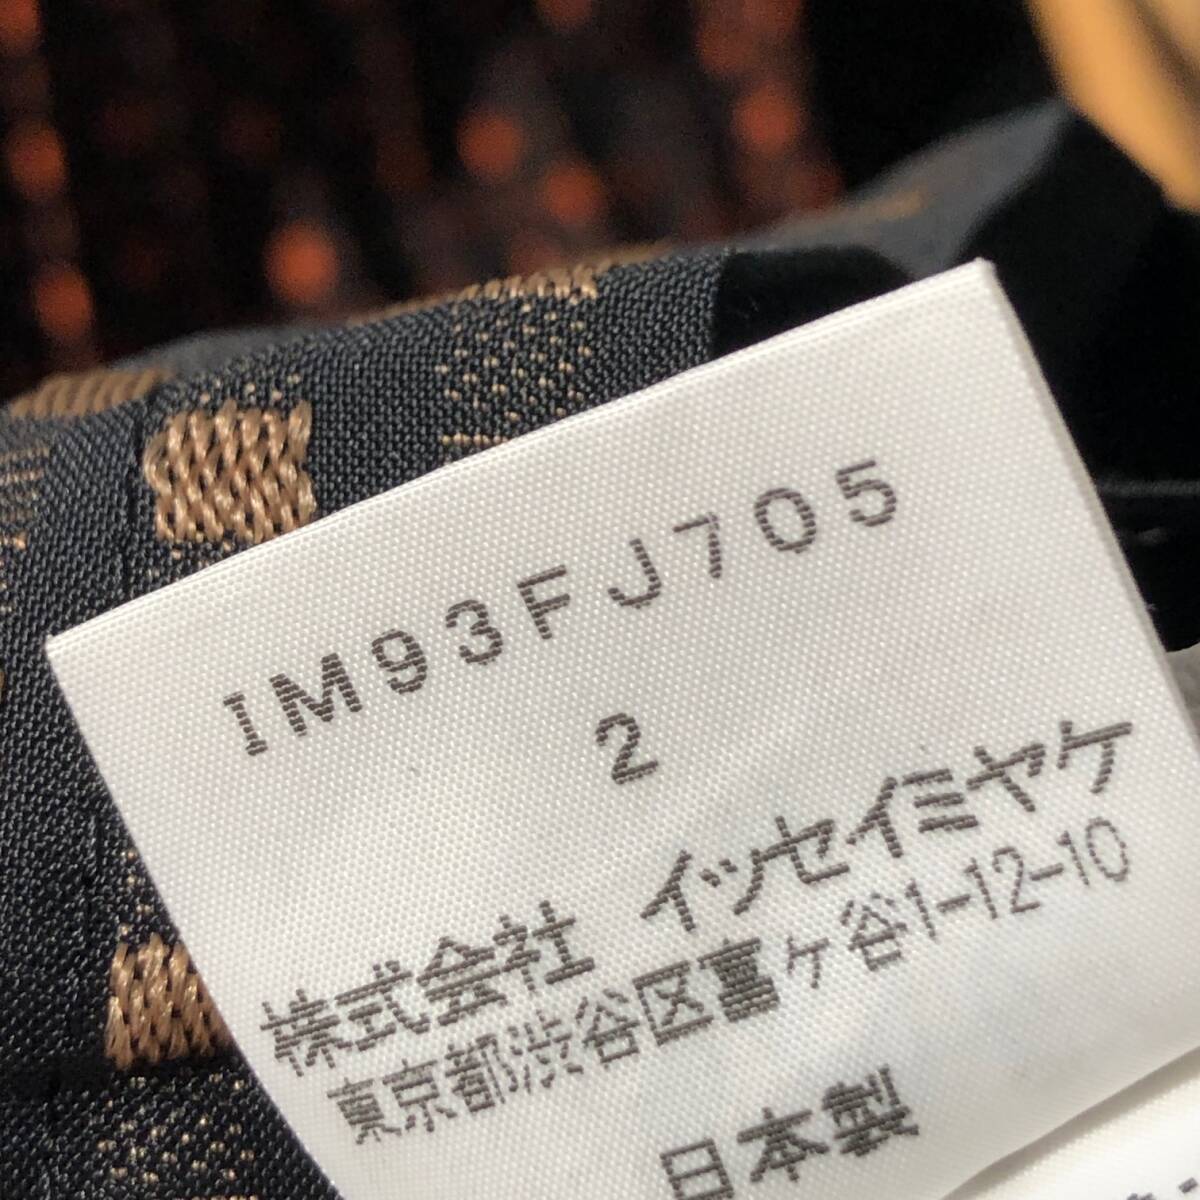 IM93FJ705
2
株式会社 イッセイミヤケ
東京都渋谷区富ヶ谷1-12-10
日本製